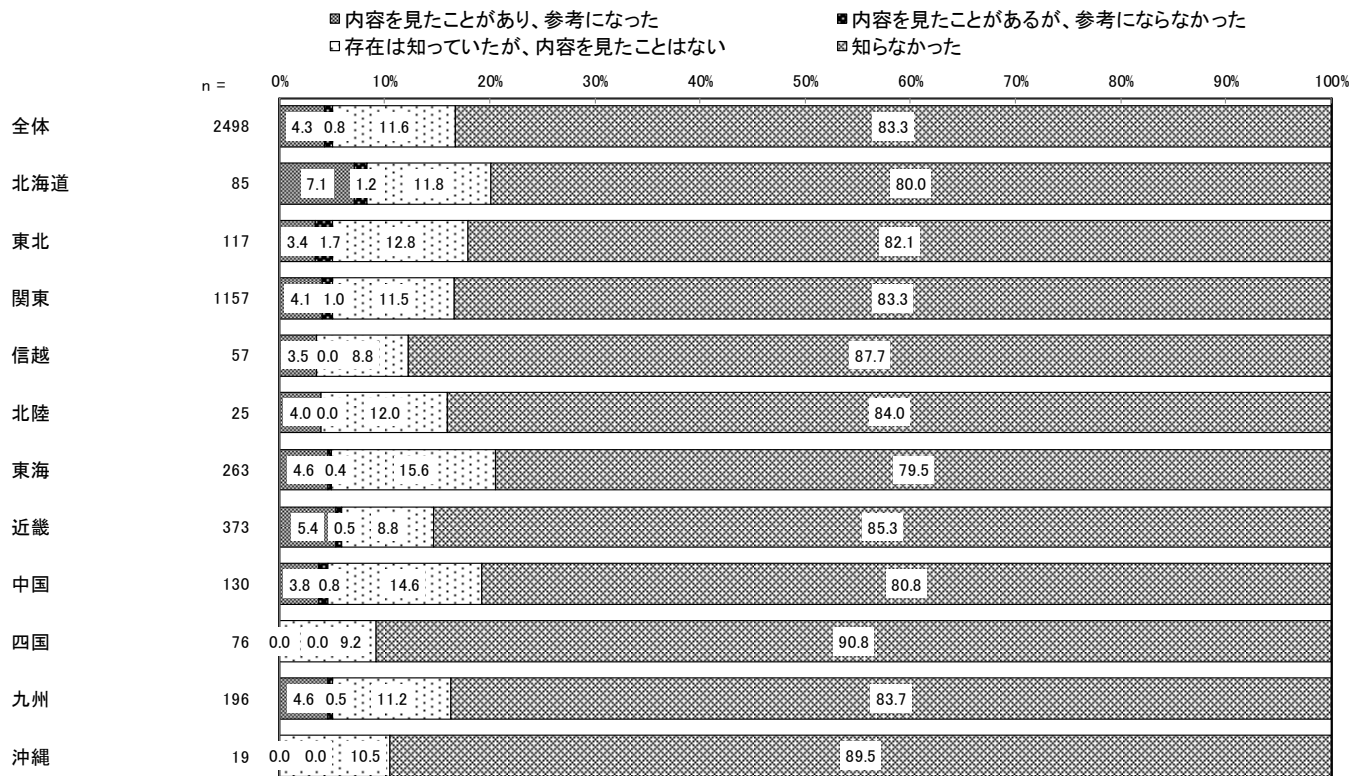 内容を見たことがあり、参考になった 内容を見たことがあるが、参考にならなかった
存在は知っていたが、内容を見たことはない 知らなかった
n = 0% 10% 20% 30% 40% 50% 60% 70% 80% 90% 100%
全体 2498 4.3 0.8 11.6 83.3
北海道 85 7.1 1.2 11.8 80.0
東北 117 3.4 1.7 12.8 82.1
関東 1157 4.1 1.0 11.5 83.3
信越 57 3.5 0.0 8.8 87.7
北陸 25 4.0 0.0 12.0 84.0
東海 263 4.6 0.4 15.6 79.5
近畿 373 5.4 0.5 8.8 85.3
中国 130 3.8 0.8 14.6 80.8
四国 76 0.0 0.0 9.2 90.8
九州 196 4.6 0.5 11.2 83.7
沖縄 19 0.0 0.0 10.5 89.5